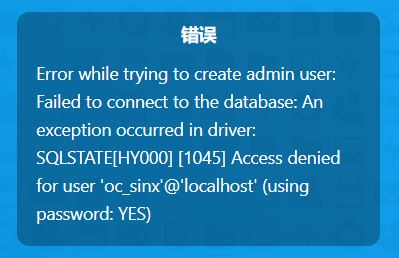 错误
Error while trying to create admin user:
Failed to connect to the database: An
exception occurred in driver:
SQLSTATE[HY000] [1045] Access denied
for user 'oc_sinx'@'localhost' (using
password: YES)